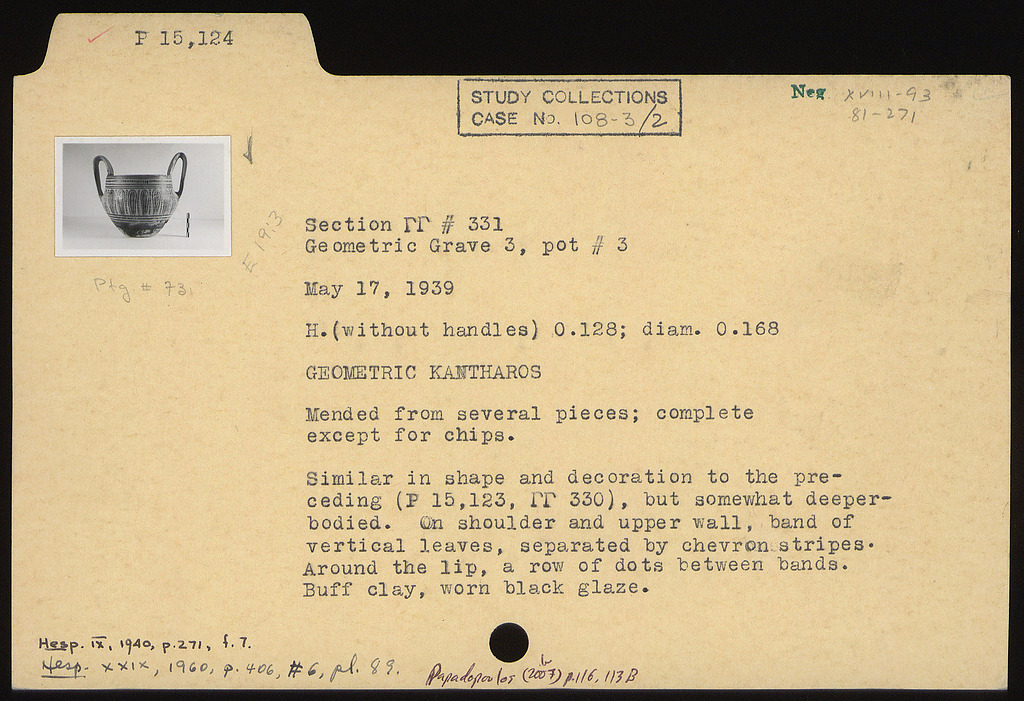 P 15,124
STUDY COLLECTIONS
CASE No. 108-3/2
Neg. XVIII-93
81-271
Section ΓΓ # 331
Geometric Grave 3, pot # 3
E 19:3
Ptg. # 731
May 17, 1939
H.(without handles) 0.128; diam. 0.168
GEOMETRIC KANTHAROS
Mended from several pieces; complete
except for chips.
Similar in shape and decoration to the pre-
ceding (P 15,123, ΓΓ 330), but somewhat deeper-
bodied. On shoulder and upper wall, band of
vertical leaves, separated by chevron stripes.
Around the lip, a row of dots between bands.
Buff clay, worn black glaze.
Hesp. IX, 1940, p.271, f.7.
Hesp. XXIX, 1960, p. 406, #6, pl. 89.
Papadopoulos (2007b) p.116, 113B